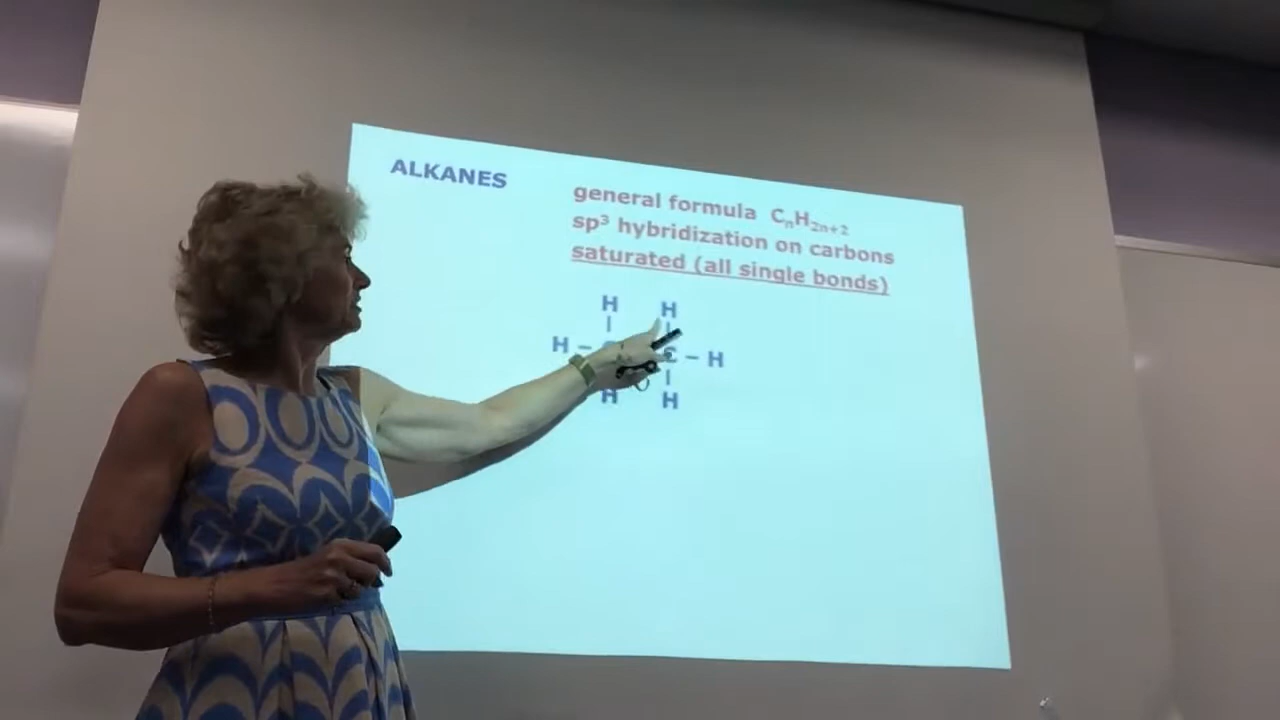 ALKANES
general formula CₙH₂ₙ₊₂
sp³ hybridization on carbons
saturated (all single bonds)
H H
H – C – H
H H